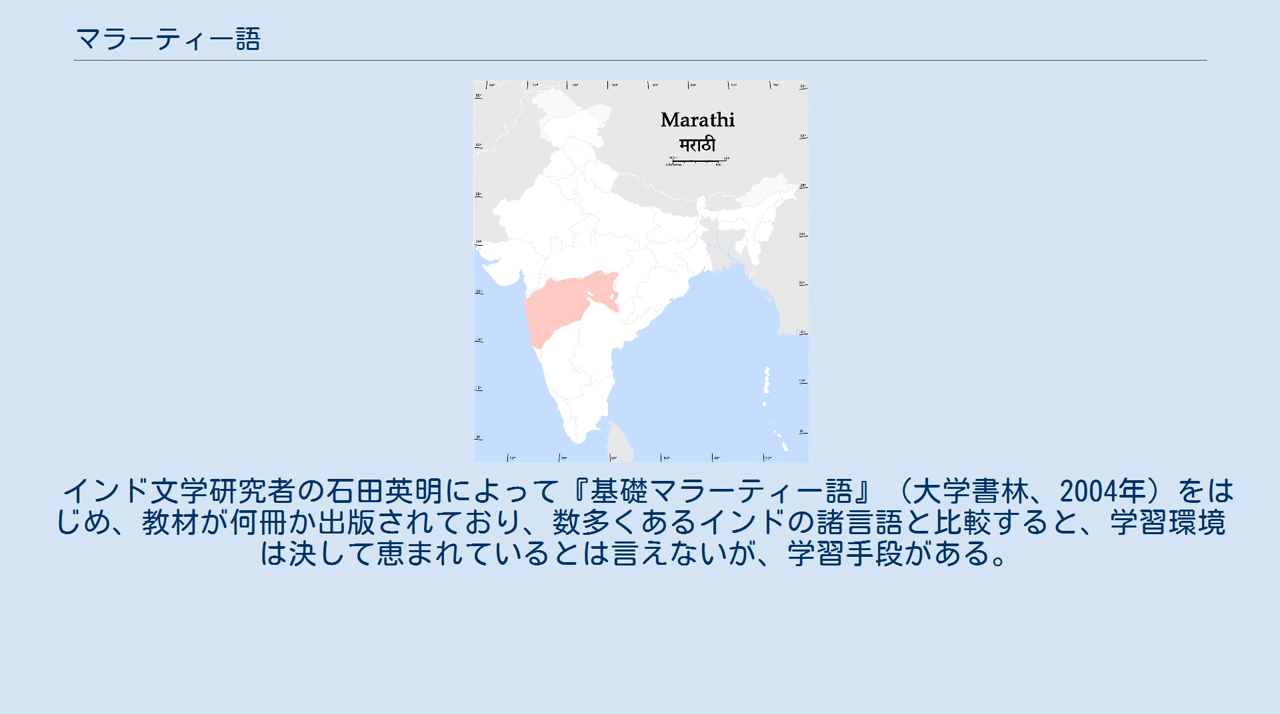 マラーティー語
Marathi
मराठी
インド文学研究者の石田英明によって『基礎マラーティー語』（大学書林、2004年）をは
じめ、教材が何冊か出版されており、数多くあるインドの諸言語と比較すると、学習環境
は決して恵まれているとは言えないが、学習手段がある。